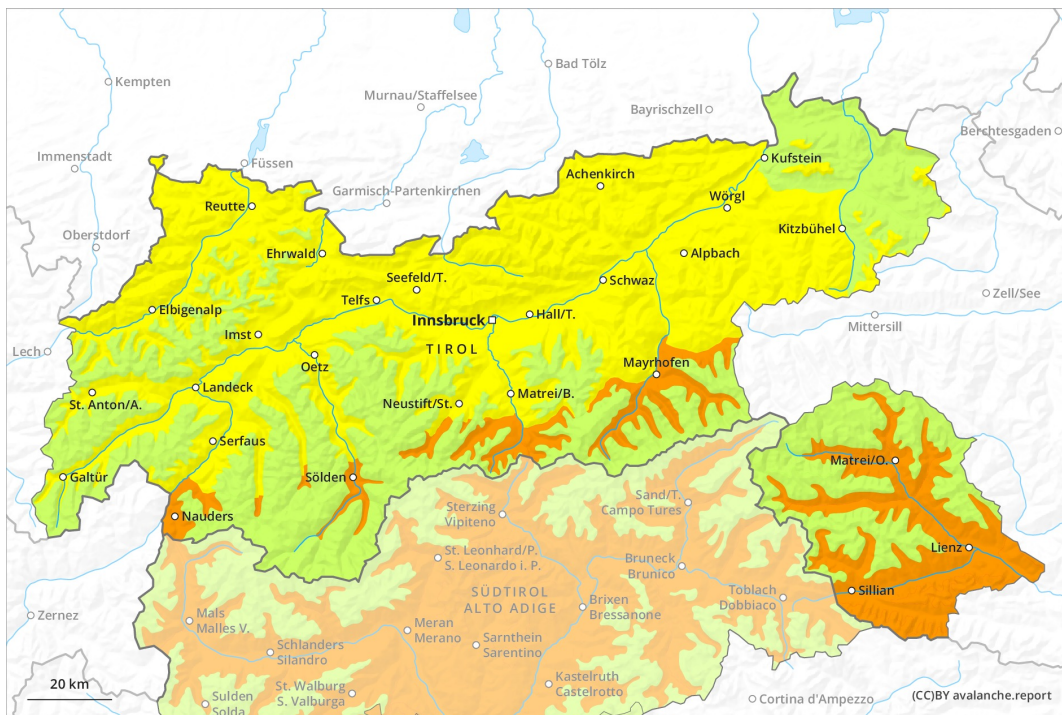 Bad Tölz
Kempten
Murnau/Staffelsee
Bayrischzell
Berchtesgaden
Immenstadt
Füssen
Kufstein
Achenkirch
Garmisch-Partenkirchen
Reutte
Wörgl
Oberstdorf
Kitzbühel
Ehrwald
Alpbach
Seefeld/T.
Schwaz
Zell/See
Telfs
Elbigenalp
Hall/T.
Innsbruck
Mittersill
Imst
Lech
TIROL
Oetz
Mayrhofen
Landeck
St. Anton/A.
Neustift/St.
Matrei/B.
Serfaus
Matrei/O.
Galtür
Sölden
Sand/T.
Campo Tures
Sterzing
Vipiteno
Nauders
Lienz
St. Leonhard/P.
S. Leonardo i. P.
Bruneck
Brunico
Sillian
SÜDTIROL
ALTO ADIGE
Toblach
Dobbiaco
Brixen
Bressanone
Zernez
Mals
Malles V.
Meran
Merano
Schlanders
Silandro
Sarnthein
Sarentino
20 km
St. Walburg
S. Valburga
Kastelruth
Castelrotto
Sulden
Solda
Cortina d'Ampezzo
(CC)BY avalanche.report